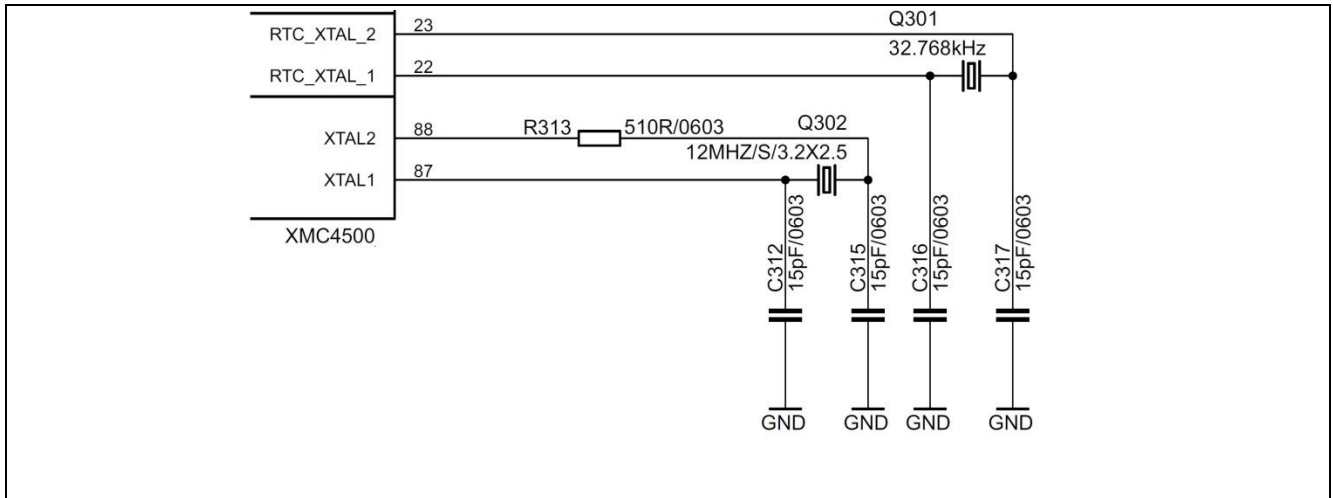 Q301
23
RTC_XTAL_2
32.768kHz
22
RTC_XTAL_1
88
R313
510R/0603
Q302
XTAL2
12MHZ/S/3.2X2.5
87
XTAL1
XMC4500
C312
15pF/0603
C315
15pF/0603
C316
15pF/0603
C317
15pF/0603
GND GND GND GND